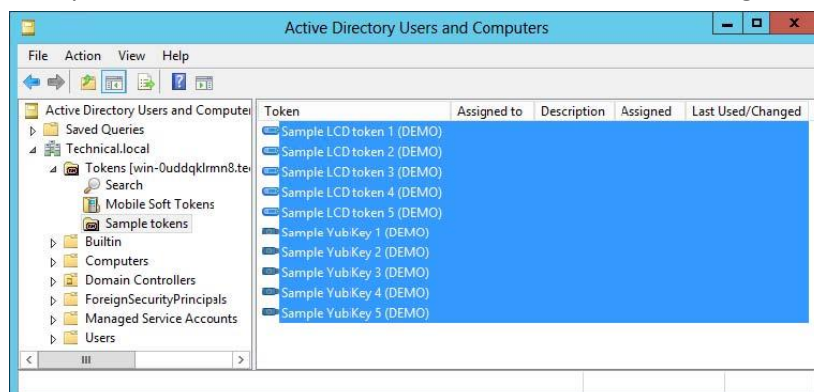 Active Directory Users and Computers
File Action View Help
Active Directory Users and Computer
Saved Queries
Technical.local
Tokens [win-0uddqklrmn8.te
Search
Mobile Soft Tokens
Sample tokens
Builtin
Computers
Domain Controllers
ForeignSecurityPrincipals
Managed Service Accounts
Users
Token Assigned to Description Assigned Last Used/Changed
Sample LCD token 1 (DEMO)
Sample LCD token 2 (DEMO)
Sample LCD token 3 (DEMO)
Sample LCD token 4 (DEMO)
Sample LCD token 5 (DEMO)
Sample YubiKey 1 (DEMO)
Sample YubiKey 2 (DEMO)
Sample YubiKey 3 (DEMO)
Sample YubiKey 4 (DEMO)
Sample YubiKey 5 (DEMO)